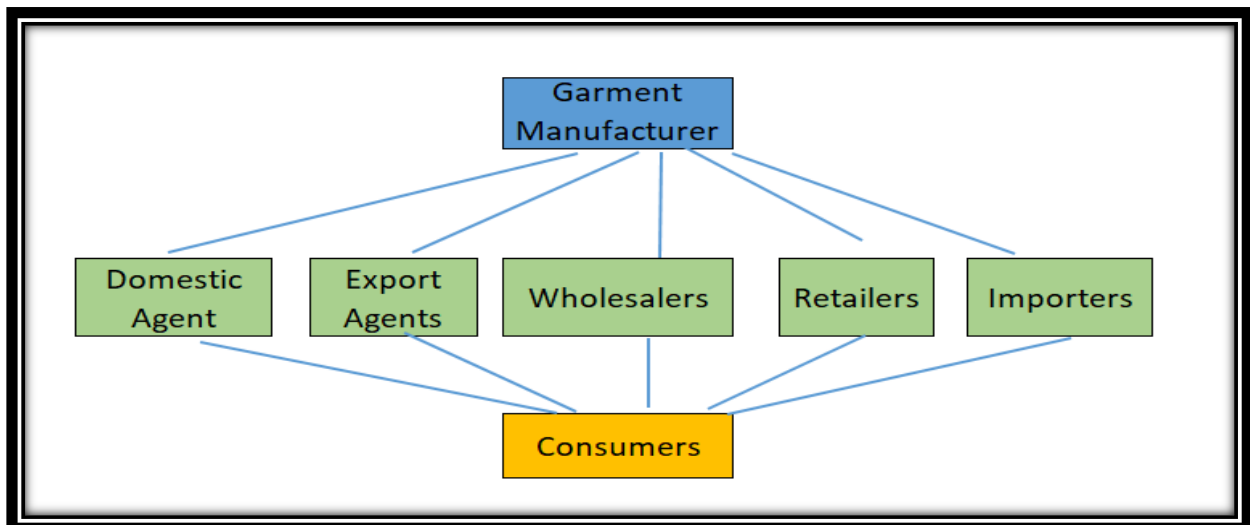 Garment
Manufacturer
Domestic
Agent
Export
Agents
Wholesalers
Retailers
Importers
Consumers